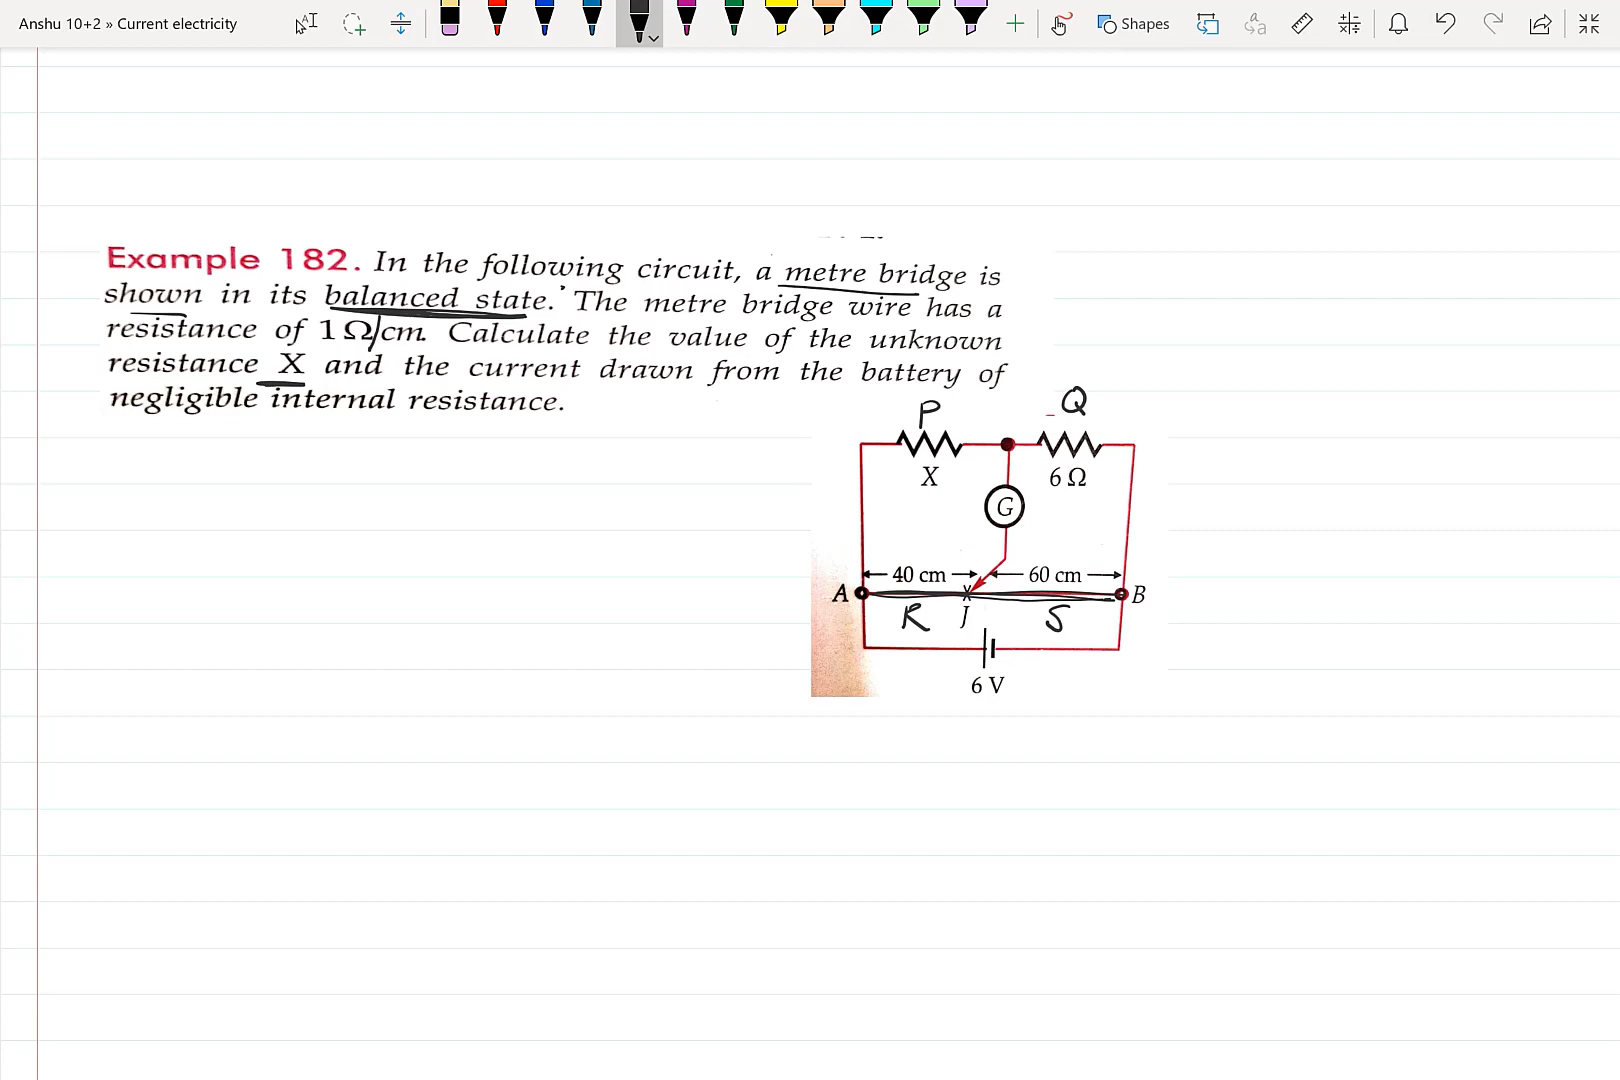 Anshu 10+2 » Current electricity
Shapes
Example 182. In the following circuit, a metre bridge is
shown in its balanced state. The metre bridge wire has a
resistance of 1Ω/cm. Calculate the value of the unknown
resistance X and the current drawn from the battery of
negligible internal resistance.
P Q
X 6 Ω
G
40 cm 60 cm
A B
R J S
6 V